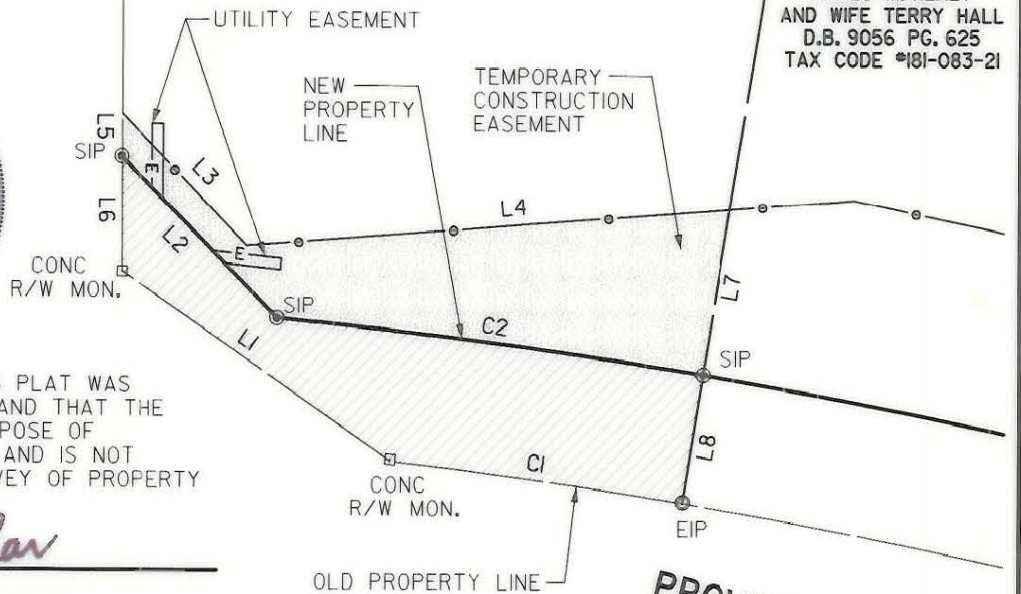 AND WIFE TERRY HALL
D.B. 9056 PG. 625
TAX CODE #181-083-21
UTILITY EASEMENT
NEW
PROPERTY
LINE
TEMPORARY
CONSTRUCTION
EASEMENT
L5
SIP
E
L3
L6
L2
L4
L7
CONC
R/W MON.
E
SIP
C2
L1
SIP
PLAT WAS
AND THAT THE
POSE OF
AND IS NOT
VEY OF PROPERTY
L8
C1
CONC
R/W MON.
EIP
OLD PROPERTY LINE